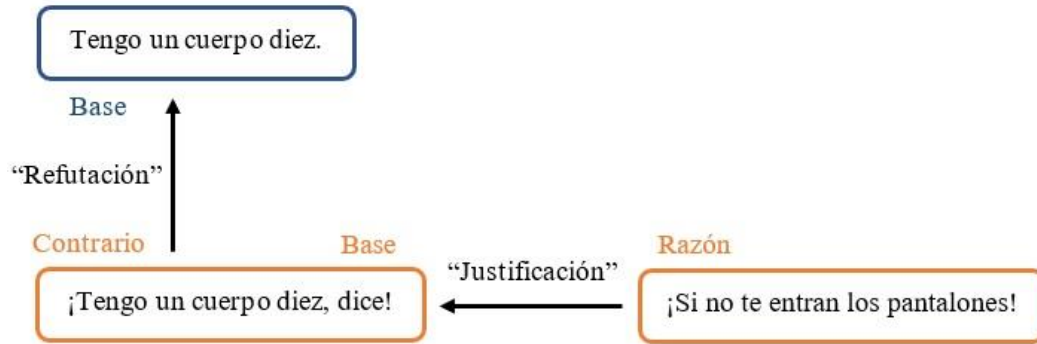 Tengo un cuerpo diez.
Base
“Refutación”
Contrario
Base
Razón
“Justificación”
¡Tengo un cuerpo diez, dice!
¡Si no te entran los pantalones!